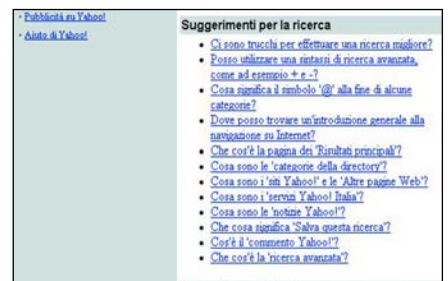 · Pubblicità su Yahoo!
· Aiuto di Yahoo!
Suggerimenti per la ricerca
• Ci sono trucchi per effettuare una ricerca migliore?
• Posso utilizzare una sintassi di ricerca avanzata,
come ad esempio + e -?
• Cosa significa il simbolo '@' alla fine di alcune
categorie?
• Dove posso trovare un'introduzione generale alla
navigazione su Internet?
• Che cos'è la pagina dei 'Risultati principali'?
• Cosa sono le 'categorie della directory'?
• Cosa sono i 'siti Yahoo!' e le 'Altre pagine Web'?
• Cosa sono i 'servizi Yahoo! Italia'?
• Cosa sono le 'notizie Yahoo!'?
• Che cosa significa 'Salva questa ricerca'?
• Cos'è il 'commento Yahoo!'?
• Che cos'è la 'ricerca avanzata'?